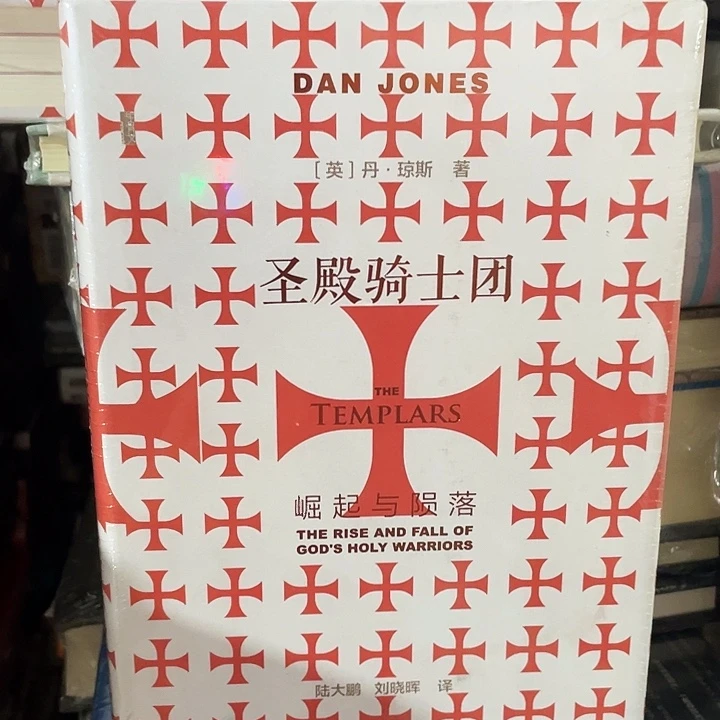 DAN JONES
［英］丹·琼斯 著
圣殿骑士团
THE
TEMPLARS
崛起与陨落
THE RISE AND FALL OF
GOD'S HOLY WARRIORS
陆大鹏 刘晓晖 译